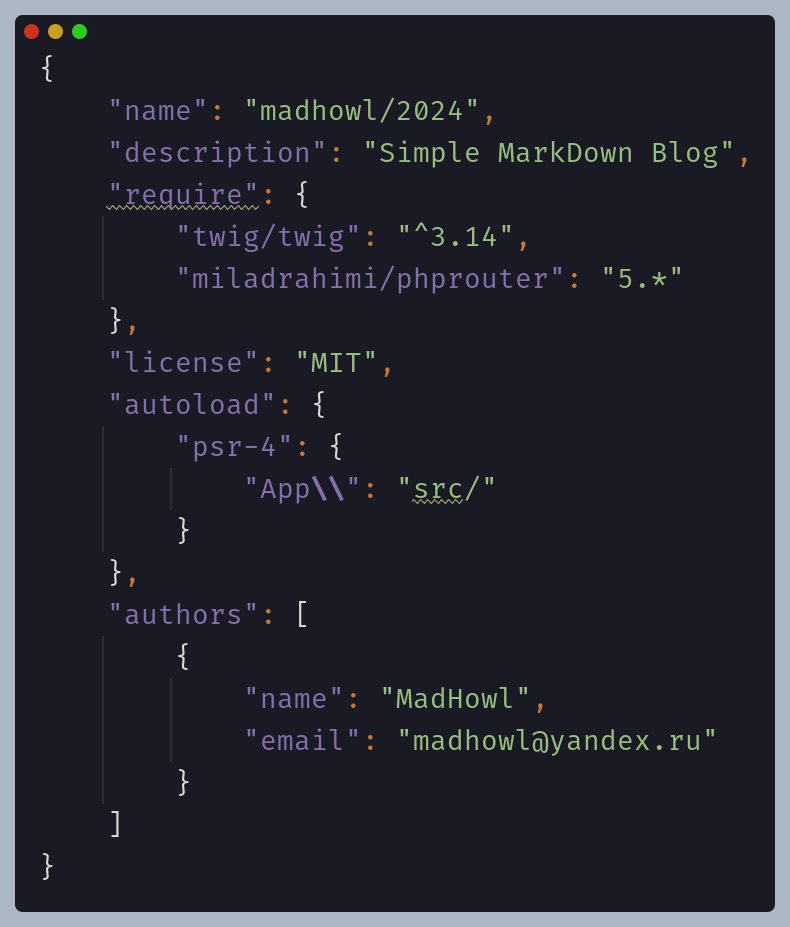 {
    "name": "madhowl/2024",
    "description": "Simple MarkDown Blog",
    "require": {
        "twig/twig": "^3.14",
        "miladrahimi/phprouter": "5.*"
    },
    "license": "MIT",
    "autoload": {
        "psr-4": {
            "App\\": "src/"
        }
    },
    "authors": [
        {
            "name": "MadHowl",
            "email": "madhowl@yandex.ru"
        }
    ]
}